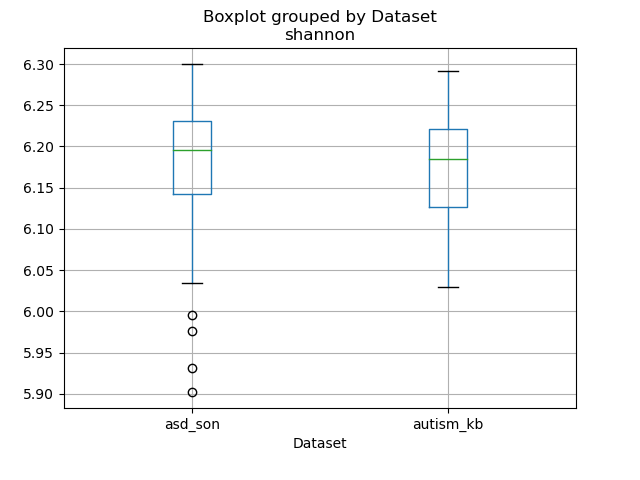 Boxplot grouped by Dataset
shannon
6.30
6.25
6.20
6.15
6.10
6.05
6.00
5.95
5.90
asd_son autism_kb
Dataset